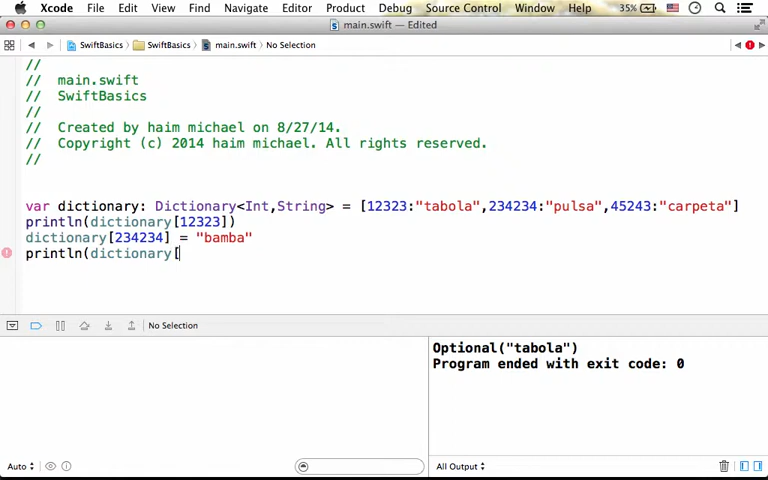 Xcode File Edit View Find Navigate Editor Product Debug Source Control Window Help 35%
main.swift — Edited
SwiftBasics SwiftBasics main.swift No Selection
//
// main.swift
// SwiftBasics
//
// Created by haim michael on 8/27/14.
// Copyright (c) 2014 haim michael. All rights reserved.
//
var dictionary: Dictionary<Int,String> = [12323:"tabola",234234:"pulsa",45243:"carpeta"]
println(dictionary[12323])
dictionary[234234] = "bamba"
println(dictionary[
No Selection
Optional("tabola")
Program ended with exit code: 0
Auto
All Output